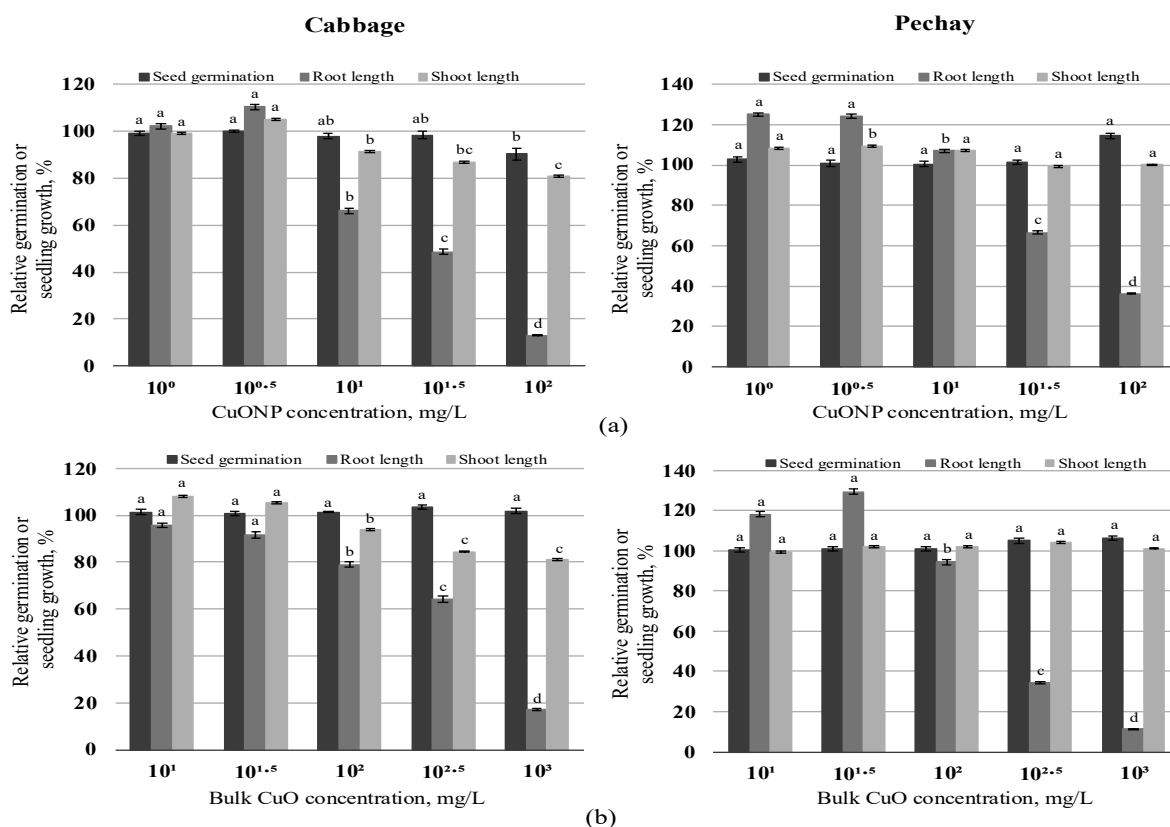 Cabbage
Pechay
Seed germination Root length Shoot length
Relative germination or
seedling growth, %
120
100
80
60
40
20
0
a a a
a a a
ab b b
ab c bc
b d c
10⁰ 10⁰·⁵ 10¹ 10¹·⁵ 10²
CuONP concentration, mg/L
Seed germination Root length Shoot length
Relative germination or
seedling growth, %
140
120
100
80
60
40
20
0
a a a
a a b
a b a
a c a
a d a
10⁰ 10⁰·⁵ 10¹ 10¹·⁵ 10²
CuONP concentration, mg/L
(a)
Seed germination Root length Shoot length
Relative germination or
seedling growth, %
120
100
80
60
40
20
0
a a a
a a a
a b b
a c c
a d c
10¹ 10¹·⁵ 10² 10²·⁵ 10³
Bulk CuO concentration, mg/L
Seed germination Root length Shoot length
Relative germination or
seedling growth, %
140
120
100
80
60
40
20
0
a a a
a a a
a b a
a c a
a d a
10¹ 10¹·⁵ 10² 10²·⁵ 10³
Bulk CuO concentration, mg/L
(b)